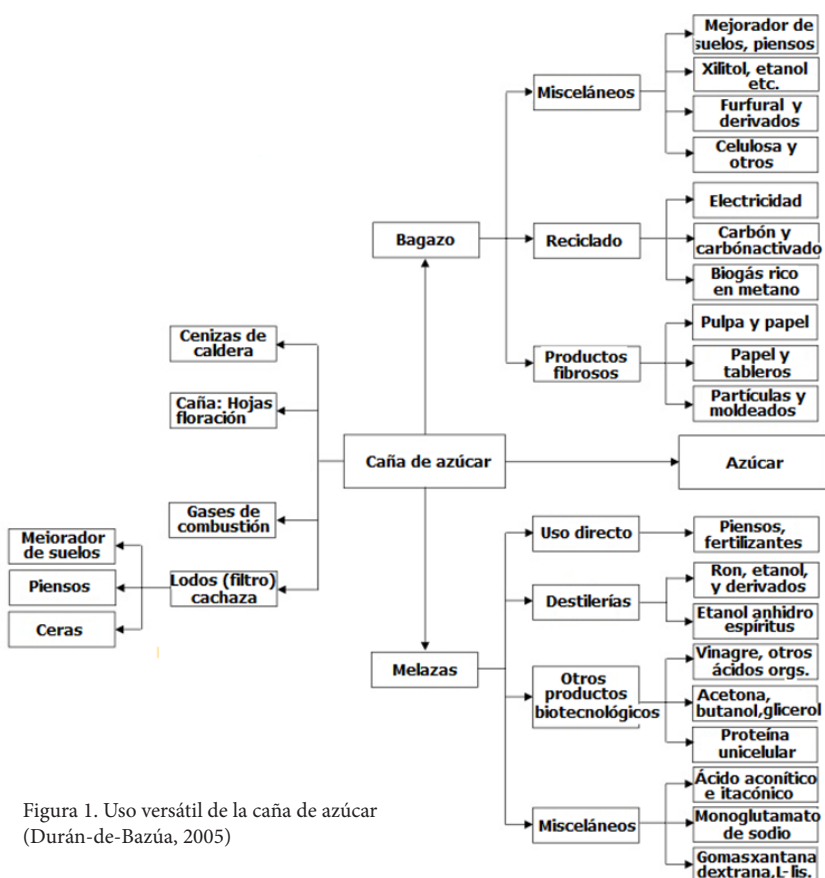 Mejorador de
suelos, piensos
Xilitol, etanol
etc.
Misceláneos
Furfural y
derivados
Celulosa y
otros
Electricidad
Bagazo
Reciclado
Carbón y
carbónactivado
Biogás rico
en metano
Pulpa y papel
Productos
fibrosos
Papel y
tableros
Partículas y
moldeados
Cenizas de
caldera
Caña: Hojas
floración
Caña de azúcar
Azúcar
Gases de
combustión
Lodos (filtro)
cachaza
Meiorador
de suelos
Piensos
Ceras
Melazas
Uso directo
Piensos,
fertilizantes
Destilerías
Ron, etanol,
y derivados
Etanol anhidro
espíritus
Otros
productos
biotecnológicos
Vinagre, otros
ácidos orgs.
Acetona,
butanol,glicerol
Proteína
unicelular
Misceláneos
Ácido aconítico
e itacónico
Monoglutamato
de sodio
Gomasxantana
dextrana,L-lis.
Figura 1. Uso versátil de la caña de azúcar
(Durán-de-Bazúa, 2005)